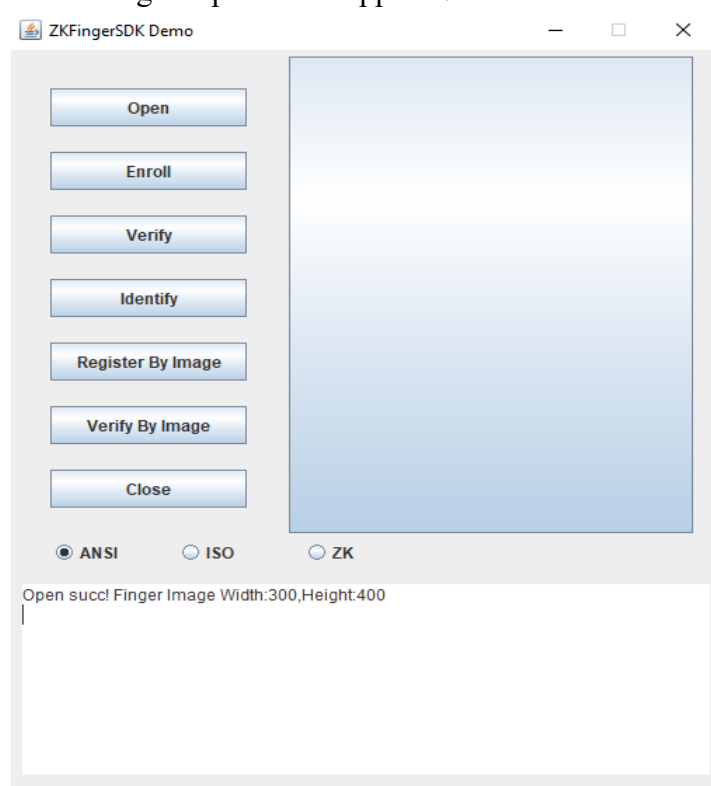 ZKFingerSDK Demo
Open
Enroll
Verify
Identify
Register By Image
Verify By Image
Close
ANSI ISO ZK
Open succ! Finger Image Width:300,Height:400